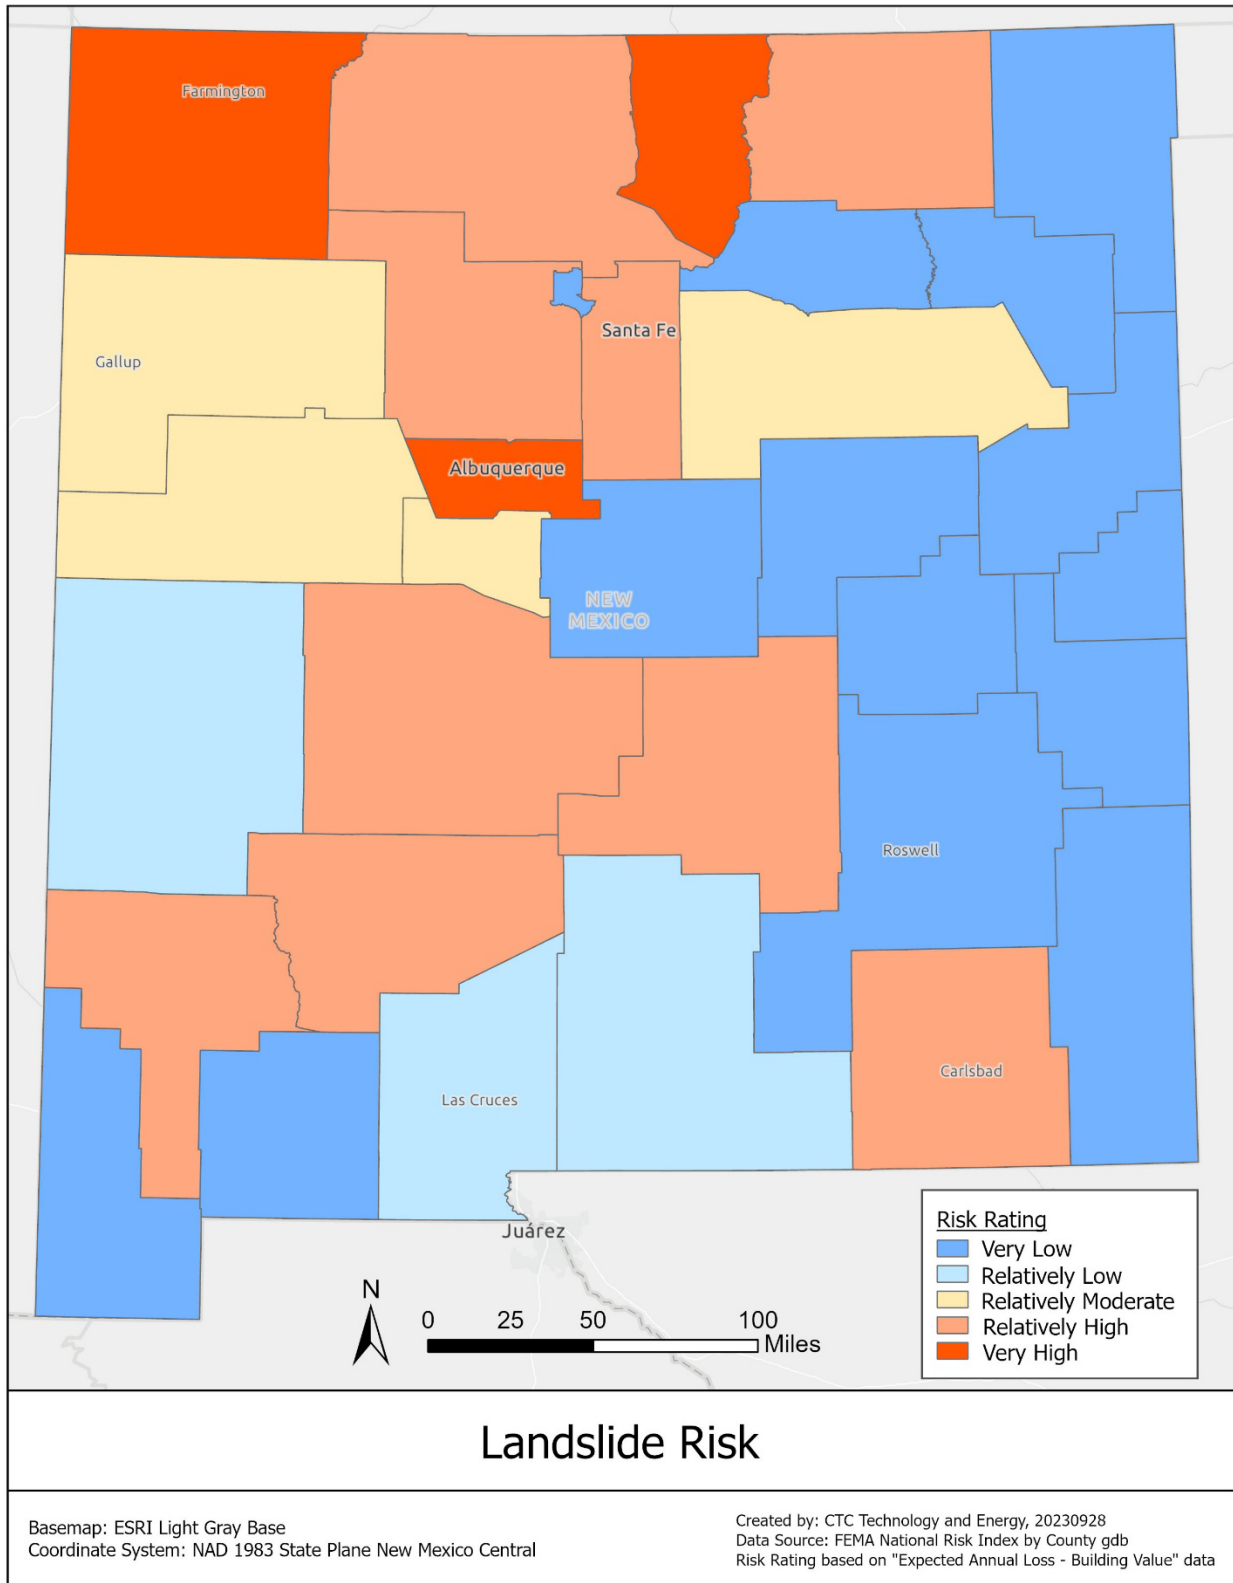 Farmington
Santa Fe
Gallup
Albuquerque
NEW
MEXICO
Roswell
Carlsbad
Las Cruces
Juárez
Risk Rating
Very Low
Relatively Low
Relatively Moderate
Relatively High
Very High
N
0 25 50 100
Miles
Landslide Risk
Basemap: ESRI Light Gray Base
Coordinate System: NAD 1983 State Plane New Mexico Central
Created by: CTC Technology and Energy, 20230928
Data Source: FEMA National Risk Index by County gdb
Risk Rating based on "Expected Annual Loss - Building Value" data